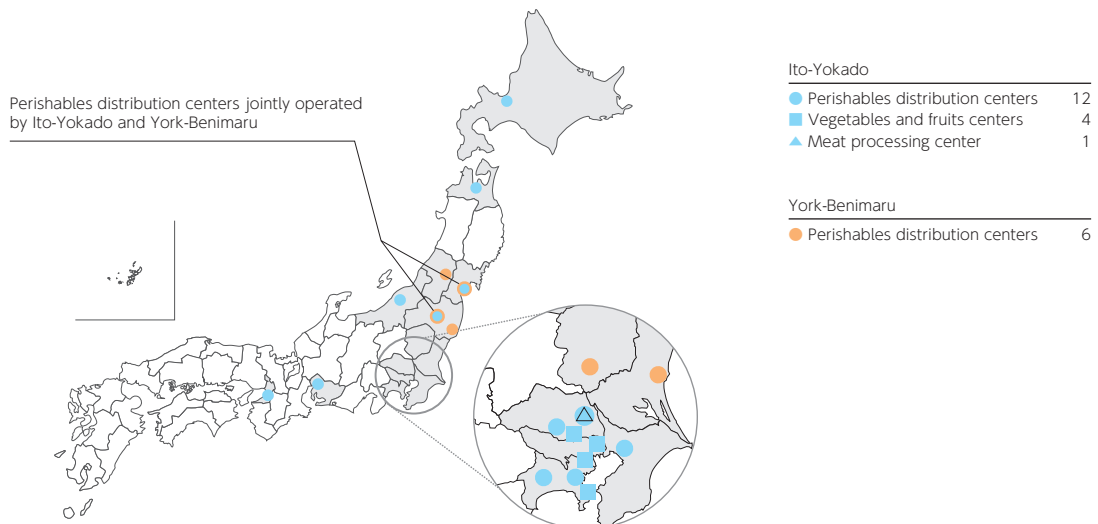 Perishables distribution centers jointly operated
by Ito-Yokado and York-Benimaru
Ito-Yokado
Perishables distribution centers 12
Vegetables and fruits centers 4
Meat processing center 1
York-Benimaru
Perishables distribution centers 6